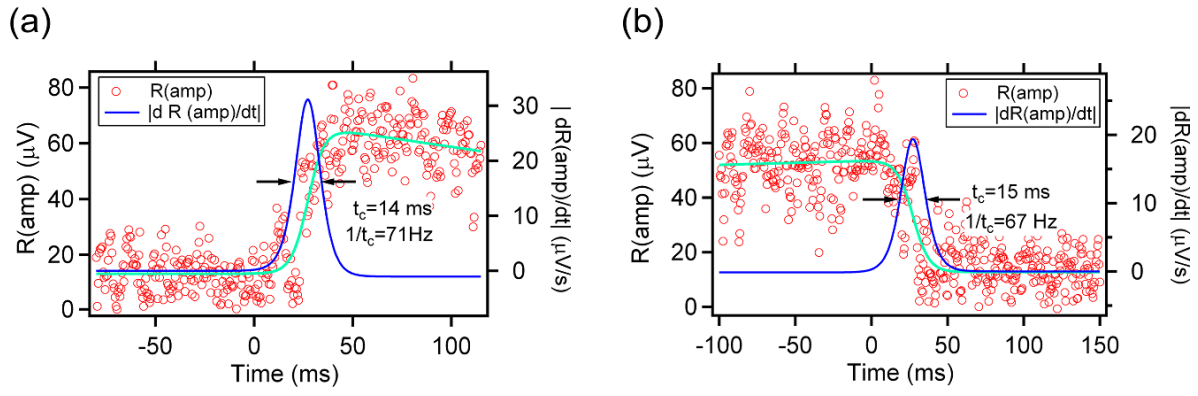 (a)
R(amp)
|d R (amp)/dt|
80
60
40
20
0
R(amp) (μV)
30
20
10
0
|dR(amp)/dt| (μV/s)
t_c=14 ms
1/t_c=71Hz
-50
0
50
100
Time (ms)
(b)
R(amp)
|dR(amp)/dt|
80
60
40
20
0
R(amp) (μV)
20
10
0
|dR(amp)/dt| (μV/s)
t_c=15 ms
1/t_c=67 Hz
-100
-50
0
50
100
150
Time (ms)